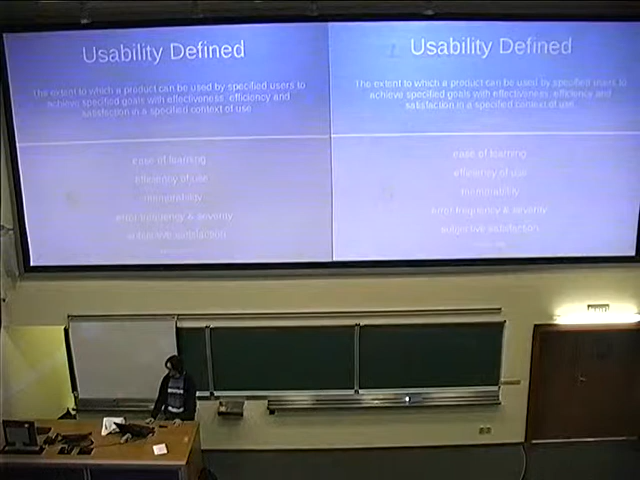 Usability Defined
The extent to which a product can be used by specified users to
achieve specified goals with effectiveness, efficiency and
satisfaction in a specified context of use
ease of learning
efficiency of use
memorability
error frequency & severity
subjective satisfaction
Usability Defined
The extent to which a product can be used by specified users to
achieve specified goals with effectiveness, efficiency and
satisfaction in a specified context of use
ease of learning
efficiency of use
memorability
error frequency & severity
subjective satisfaction